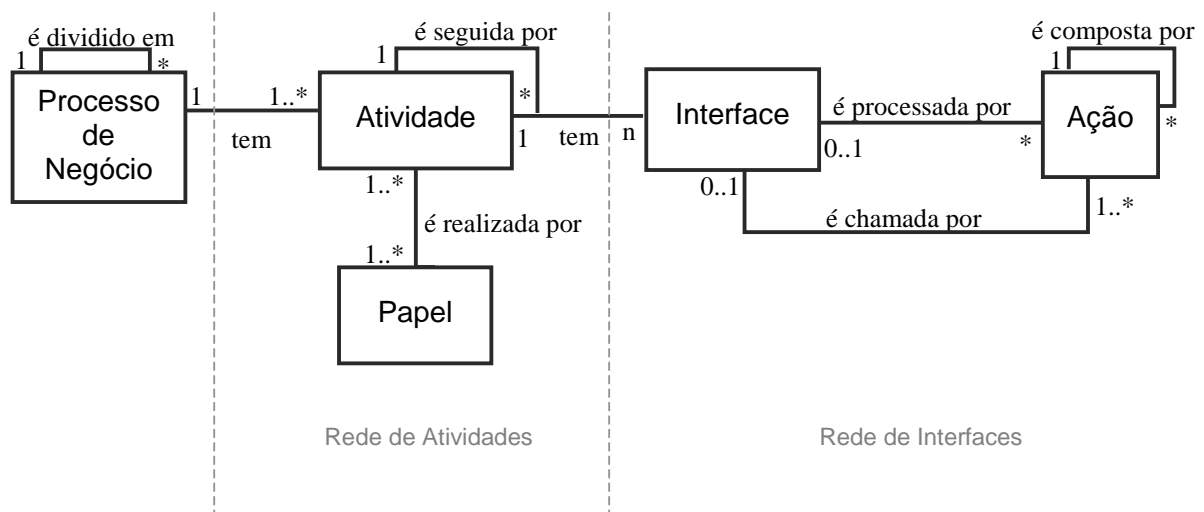 é dividido em
1
*
Processo
de
Negócio
1
tem
1..*
é seguida por
1
*
Atividade
1
tem
n
1..*
é realizada por
1..*
Papel
Interface
é processada por
0..1
*
0..1
é chamada por
1..*
é composta por
1
*
Ação
Rede de Atividades
Rede de Interfaces